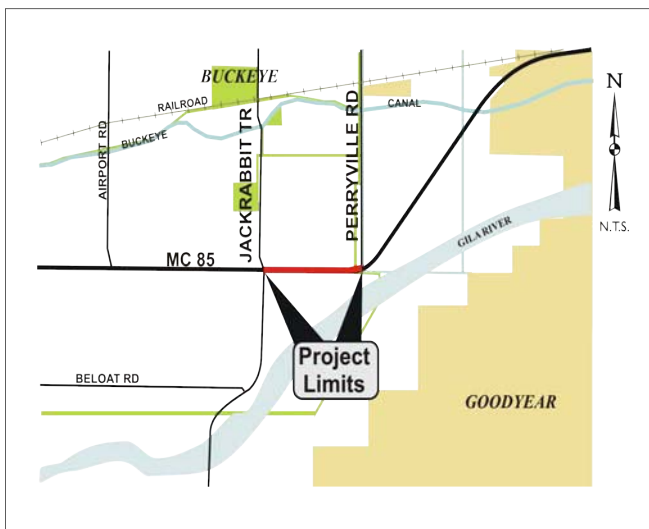 BUCKEYE
RAILROAD
CANAL
BUCKEYE
AIRPORT RD
JACKRABBIT TR
PERRYVILLE RD
N
N.T.S.
GILA RIVER
MC 85
Project
Limits
BELOAT RD
GOODYEAR